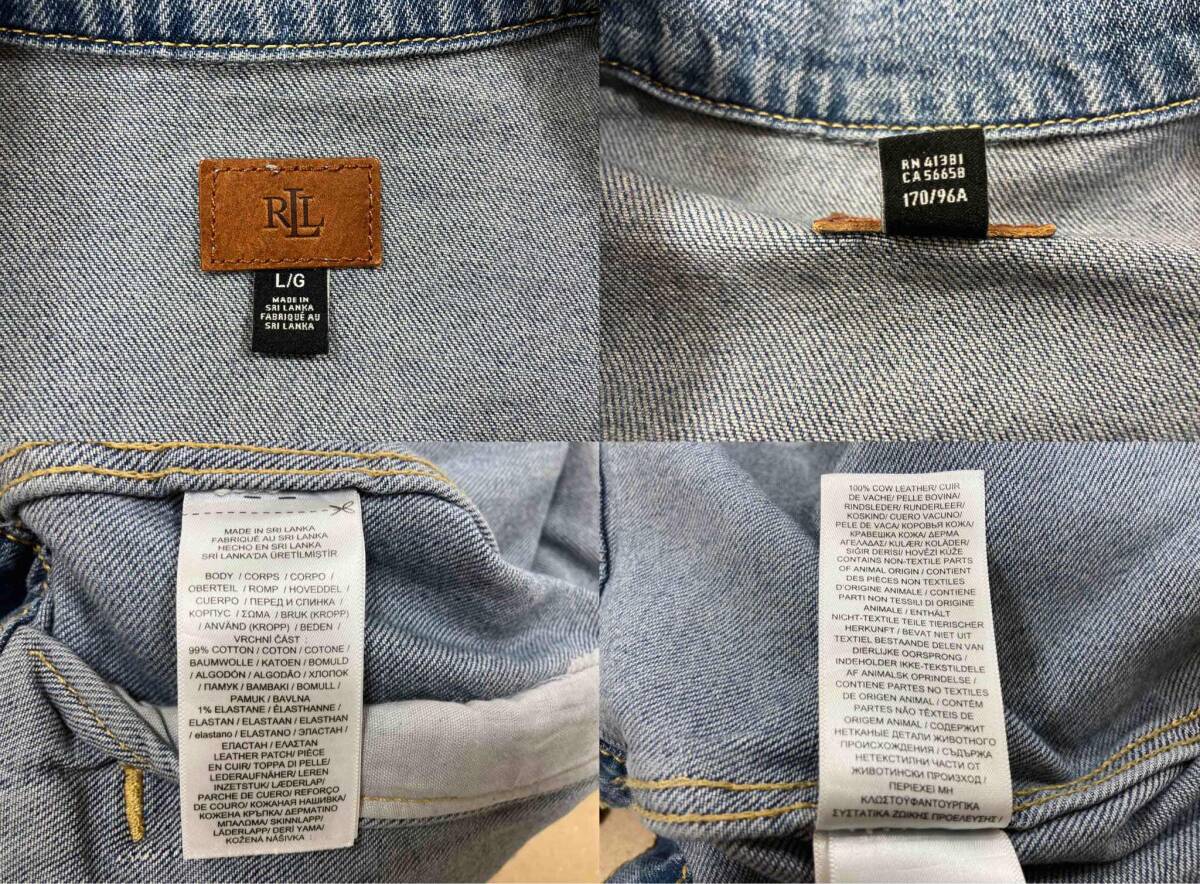 RLL
L/G
MADE IN
SRI LANKA
FABRIQUÉ AU
SRI LANKA
RN 41381
CA 56658
170/96A
MADE IN SRI LANKA
FABRIQUÉ AU SRI LANKA
HECHO EN SRI LANKA
SRI LANKA'DA ÜRETİLMİŞTİR
BODY / CORPS / CORPO /
OBERTEIL / ROMP / HOVEDDEL /
CUERPO / ПЕРЕД И СПИНКА /
КОРПУС / ΣΩΜΑ / BRUK (KROPP)
/ ANVÄND (KROPP) / BEDEN /
VRCHNÍ ČÁST :
99% COTTON / COTON / COTONE /
BAUMWOLLE / KATOEN / BOMULD
/ ALGODÓN / ALGODÃO / ХЛОПОК
/ ПАМУК / ΒΑΜΒΑΚΙ / BOMULL /
PAMUK / BAVLNA
1% ELASTANE / ÉLASTHANNE /
ELASTAN / ELASTAAN / ELASTHAN
/ elastano / ELASTANO / ЭЛАСТАН /
ЕЛАСТАН / ΕΛΑΣΤΑΝ
LEATHER PATCH/ PIÈCE
EN CUIR/ TOPPA DI PELLE/
LEDERAUFNÄHER/ LEREN
INZETSTUK/ LÆDERLAP/
PARCHE DE CUERO/ REFORÇO
DE COURO/ КОЖАНАЯ НАШИВКА/
КОЖЕНА КРЪПКА/ ΔΕΡΜΑΤΙΝΟ
ΜΠΑΛΩΜΑ/ SKINNLAPP/
LÄDERLAPP/ DERİ YAMA/
KOŽENÁ NÁŠIVKA :
100% COW LEATHER/ CUIR
DE VACHE/ PELLE BOVINA/
RINDSLEDER/ RUNDERLEER/
KOSKIND/ CUERO VACUNO/
PELE DE VACA/ КОРОВЬЯ КОЖА/
КРАВЕШКА КОЖА/ ΔΕΡΜΑ
ΑΓΕΛΑΔΑΣ/ KULÆR/ KOLÄDER/
SIĞIR DERİSİ/ HOVĚZÍ KŮŽE
CONTAINS NON-TEXTILE PARTS
OF ANIMAL ORIGIN / CONTIENT
DES PIÈCES NON TEXTILES
D'ORIGINE ANIMALE / CONTIENE
PARTI NON TESSILI DI ORIGINE
ANIMALE / ENTHÄLT
NICHT-TEXTILE TEILE TIERISCHER
HERKUNFT / BEVAT NIET UIT
TEXTIEL BESTAANDE DELEN VAN
DIERLIJKE OORSPRONG /
INDEHOLDER IKKE-TEKSTILDELE
AF ANIMALSK OPRINDELSE /
CONTIENE PARTES NO TEXTILES
DE ORIGEN ANIMAL / CONTÉM
PARTES NÃO TÊXTEIS DE
ORIGEM ANIMAL / СОДЕРЖИТ
НЕТКАНЫЕ ДЕТАЛИ ЖИВОТНОГО
ПРОИСХОЖДЕНИЯ / СЪДЪРЖА
НЕТЕКСТИЛНИ ЧАСТИ ОТ
ЖИВОТИНСКИ ПРОИЗХОД /
ΠΕΡΙΕΧΕΙ ΜΗ
ΚΛΩΣΤΟΫΦΑΝΤΟΥΡΓΙΚΑ
ΣΥΣΤΑΤΙΚΑ ΖΩΙΚΗΣ ΠΡΟΕΛΕΥΣΗΣ /